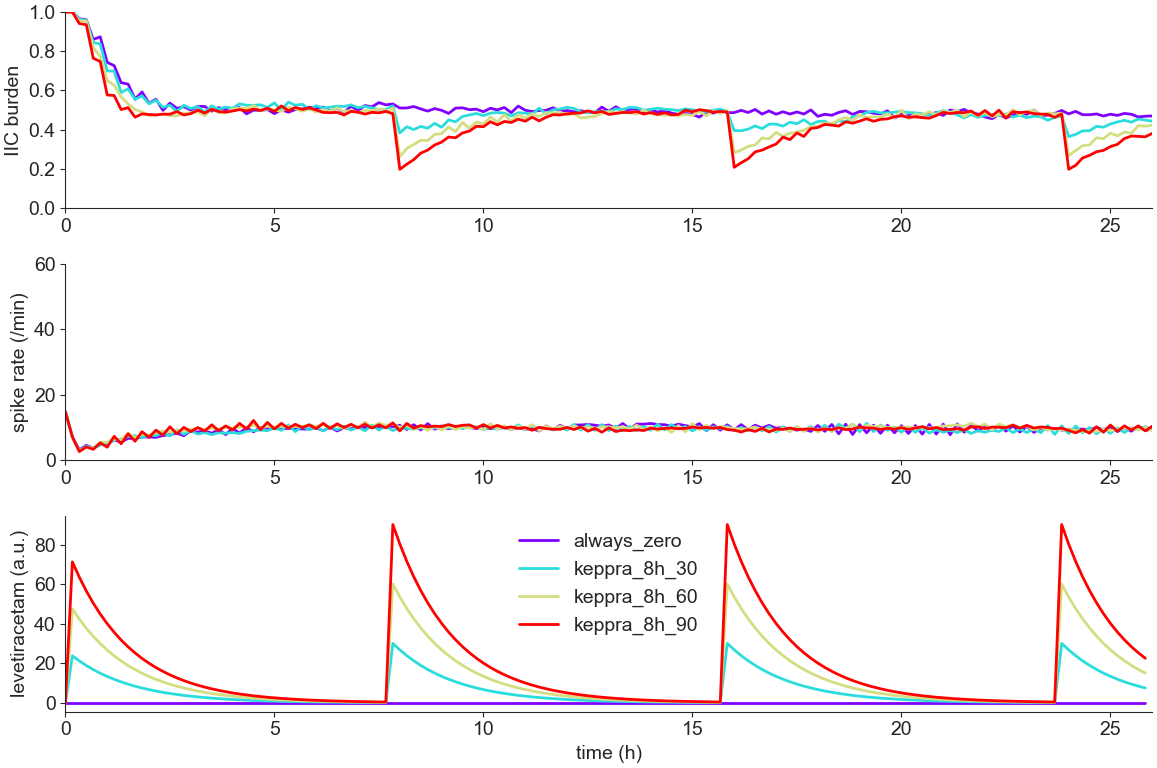 IIC burden
1.0
0.8
0.6
0.4
0.2
0.0
0 5 10 15 20 25
spike rate (/min)
60
40
20
0
0 5 10 15 20 25
levetiracetam (a.u.)
80
60
40
20
0
always_zero
keppra_8h_30
keppra_8h_60
keppra_8h_90
0 5 10 15 20 25
time (h)